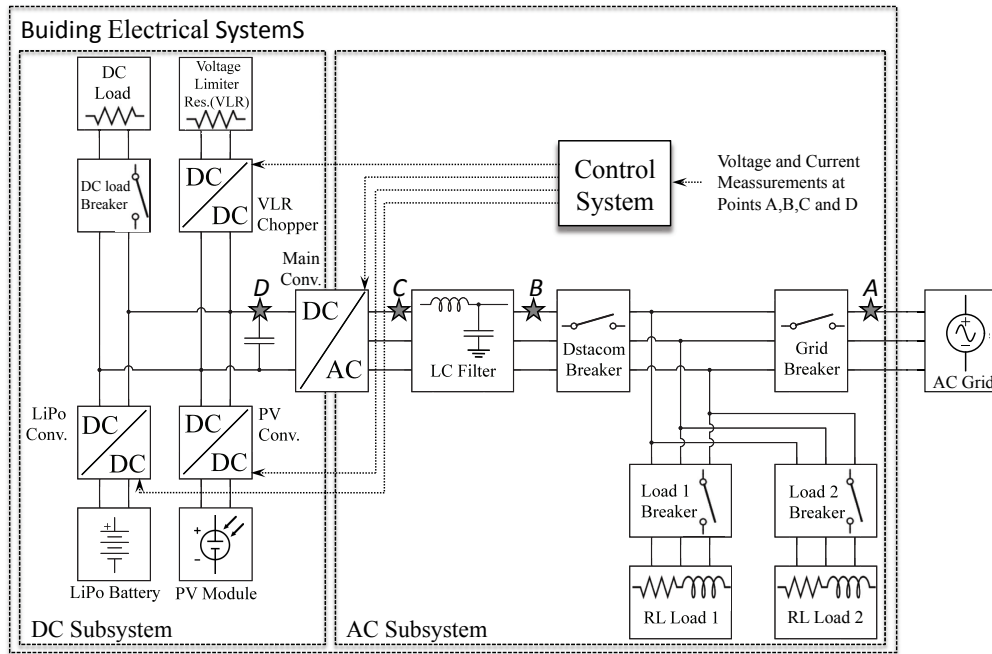 Buiding Electrical SystemS
DC
Load
Voltage
Limiter
Res.(VLR)
DC load
Breaker
DC
DC
VLR
Chopper
Control
System
Voltage and Current
Meassurements at
Points A,B,C and D
Main
Conv.
D
C
B
A
DC
AC
LC Filter
Dstacom
Breaker
Grid
Breaker
AC Grid
LiPo
Conv.
DC
DC
DC
DC
PV
Conv.
Load 1
Breaker
Load 2
Breaker
LiPo Battery
PV Module
RL Load 1
RL Load 2
DC Subsystem
AC Subsystem